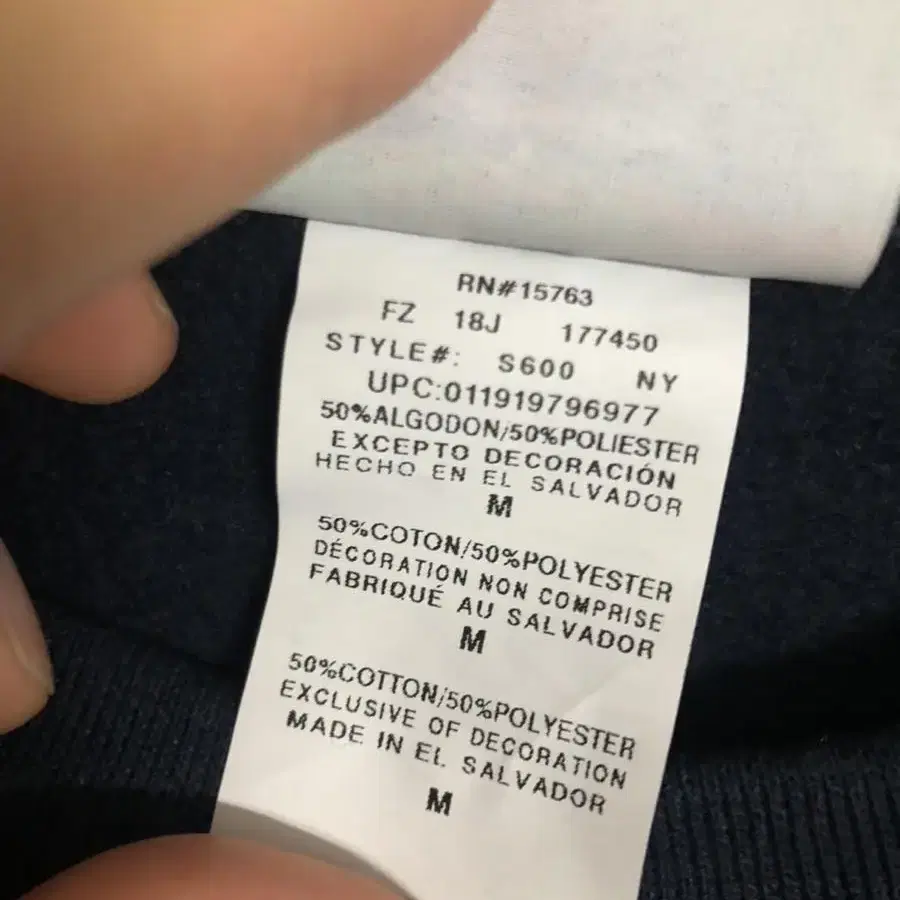 RN#15763
FZ 18J 177450
STYLE#: S600 NY
UPC:011919796977
50%ALGODON/50%POLIESTER
EXCEPTO DECORACIÓN
HECHO EN EL SALVADOR
M
50%COTON/50%POLYESTER
DÉCORATION NON COMPRISE
FABRIQUÉ AU SALVADOR
M
50%COTTON/50%POLYESTER
EXCLUSIVE OF DECORATION
MADE IN EL SALVADOR
M